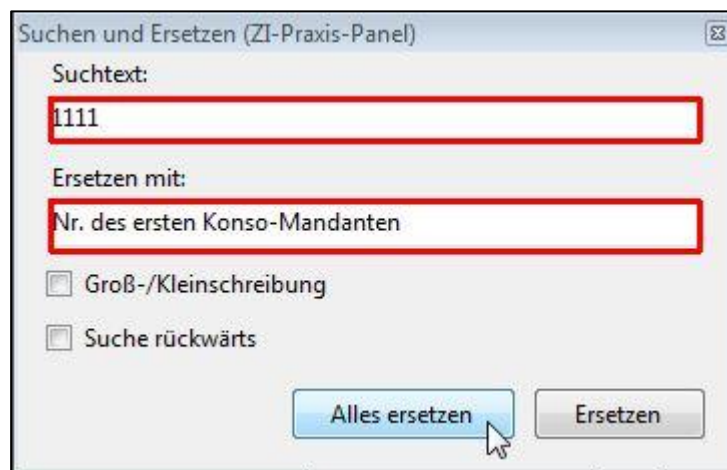 Suchen und Ersetzen (ZI-Praxis-Panel)
Suchtext:
1111
Ersetzen mit:
Nr. des ersten Konso-Mandanten
Groß-/Kleinschreibung
Suche rückwärts
Alles ersetzen Ersetzen